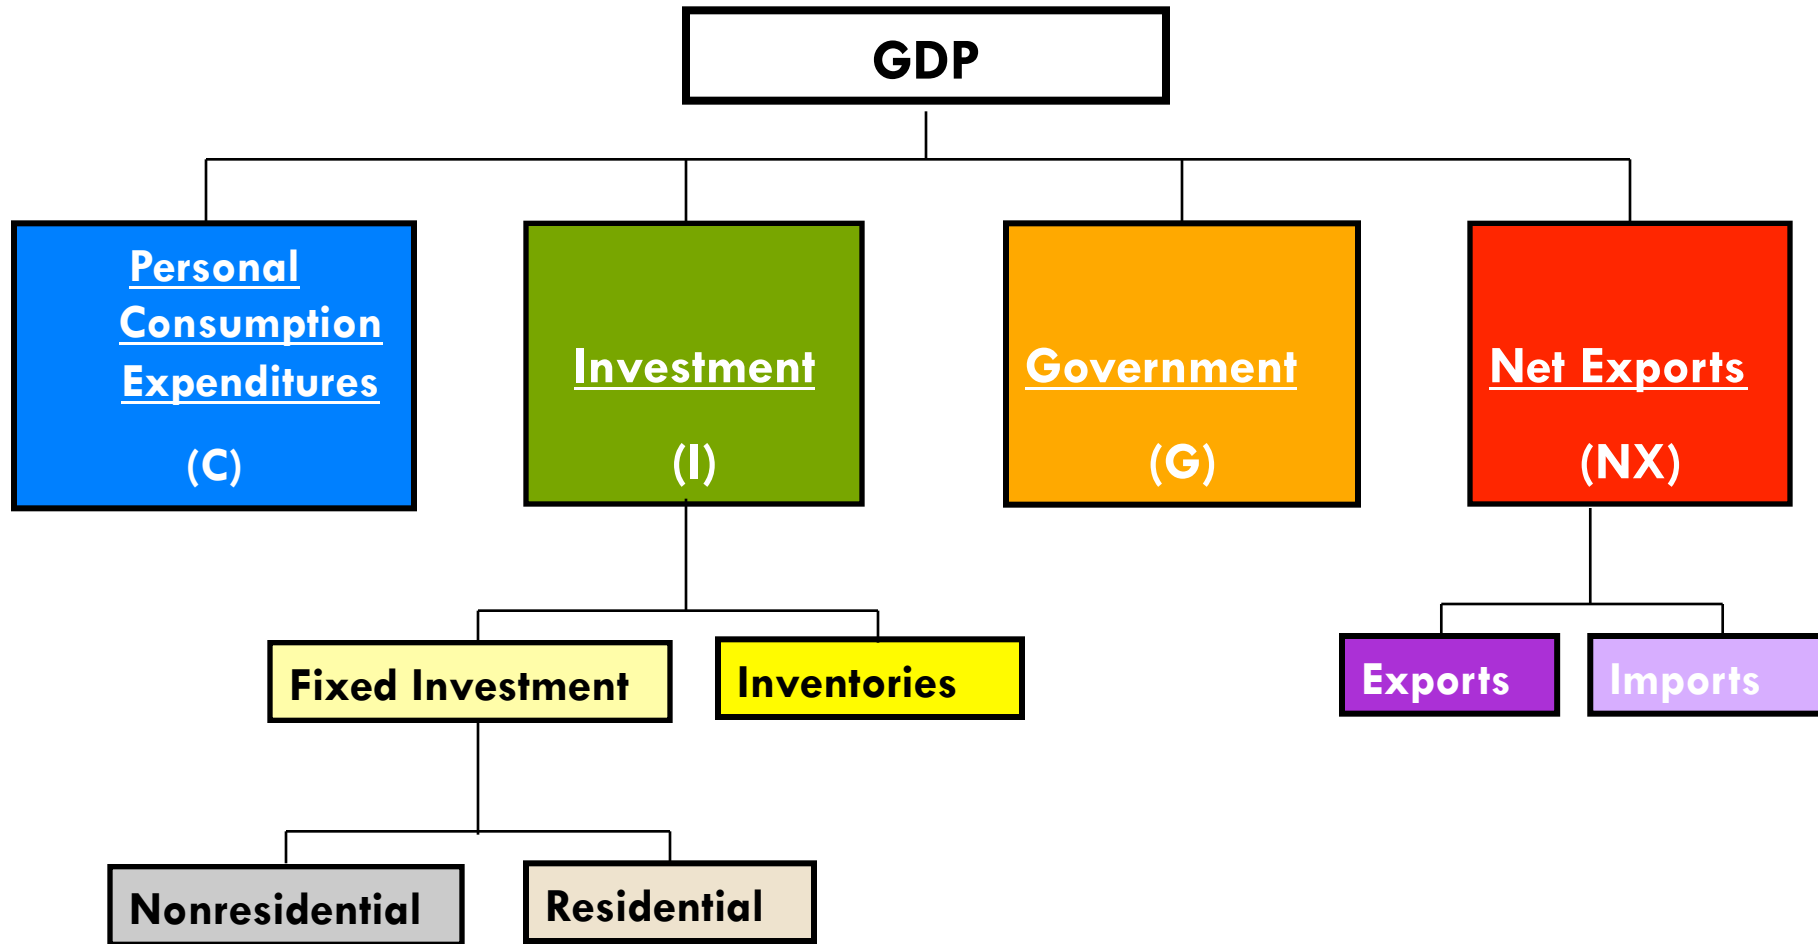 GDP
Personal
Consumption
Expenditures
(C)
Investment
(I)
Government
(G)
Net Exports
(NX)
Fixed Investment
Inventories
Exports
Imports
Nonresidential
Residential